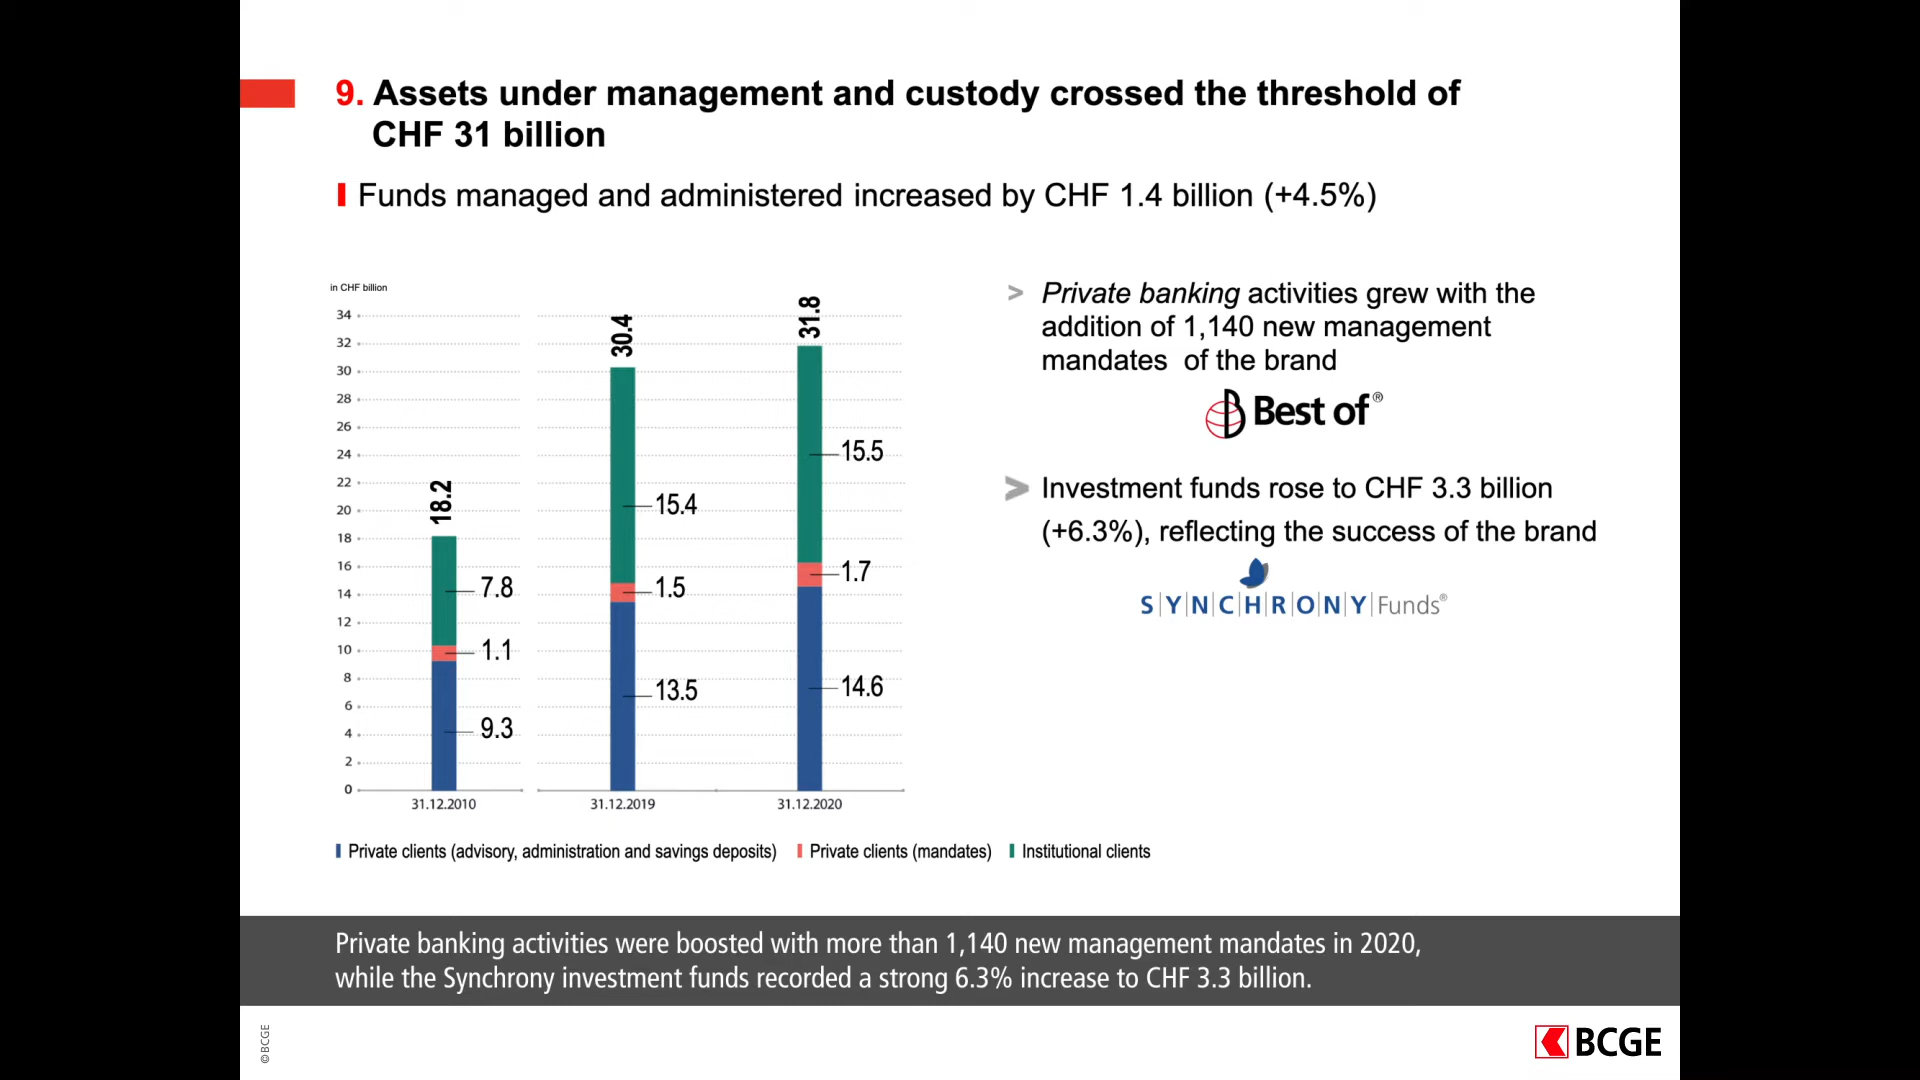 9. Assets under management and custody crossed the threshold of
CHF 31 billion
Funds managed and administered increased by CHF 1.4 billion (+4.5%)
in CHF billion
34
32
30
28
26
24
22
20
18
16
14
12
10
8
6
4
2
0
18.2
7.8
1.1
9.3
30.4
15.4
1.5
13.5
31.8
15.5
1.7
14.6
31.12.2010
31.12.2019
31.12.2020
Private clients (advisory, administration and savings deposits)
Private clients (mandates)
Institutional clients
> Private banking activities grew with the
addition of 1,140 new management
mandates of the brand
Best of®
> Investment funds rose to CHF 3.3 billion
(+6.3%), reflecting the success of the brand
S|Y|N|C|H|R|O|N|Y|Funds®
Private banking activities were boosted with more than 1,140 new management mandates in 2020,
while the Synchrony investment funds recorded a strong 6.3% increase to CHF 3.3 billion.
©BCGE
BCGE